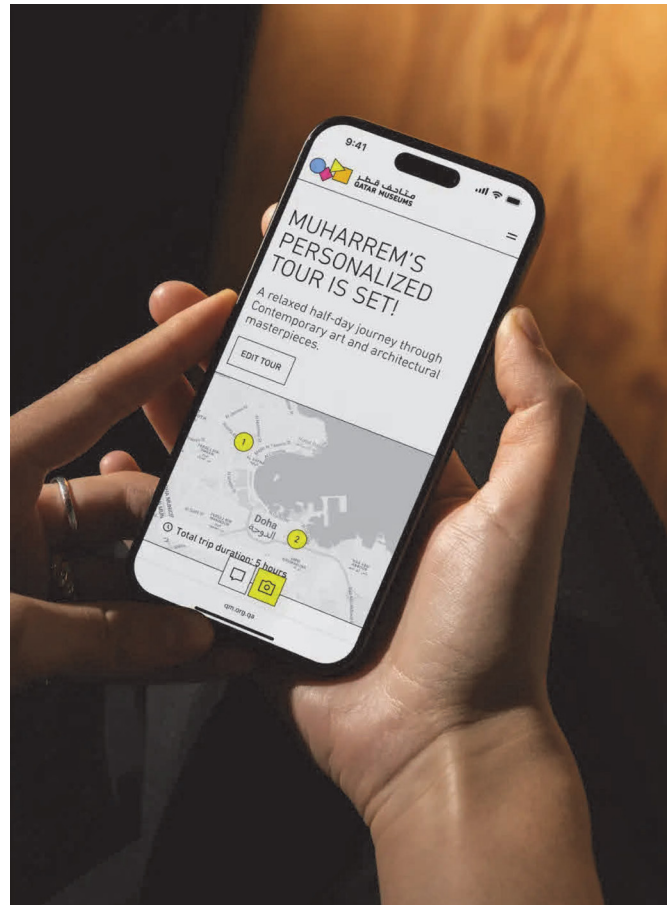 9:41
متاحف قطر
QATAR MUSEUMS
MUHARREM'S
PERSONALIZED
TOUR IS SET!
A relaxed half-day journey through
Contemporary art and architectural
masterpieces.
EDIT TOUR
1
Doha
الدوحة
2
Total trip duration: 5 hours
qm.org.qa